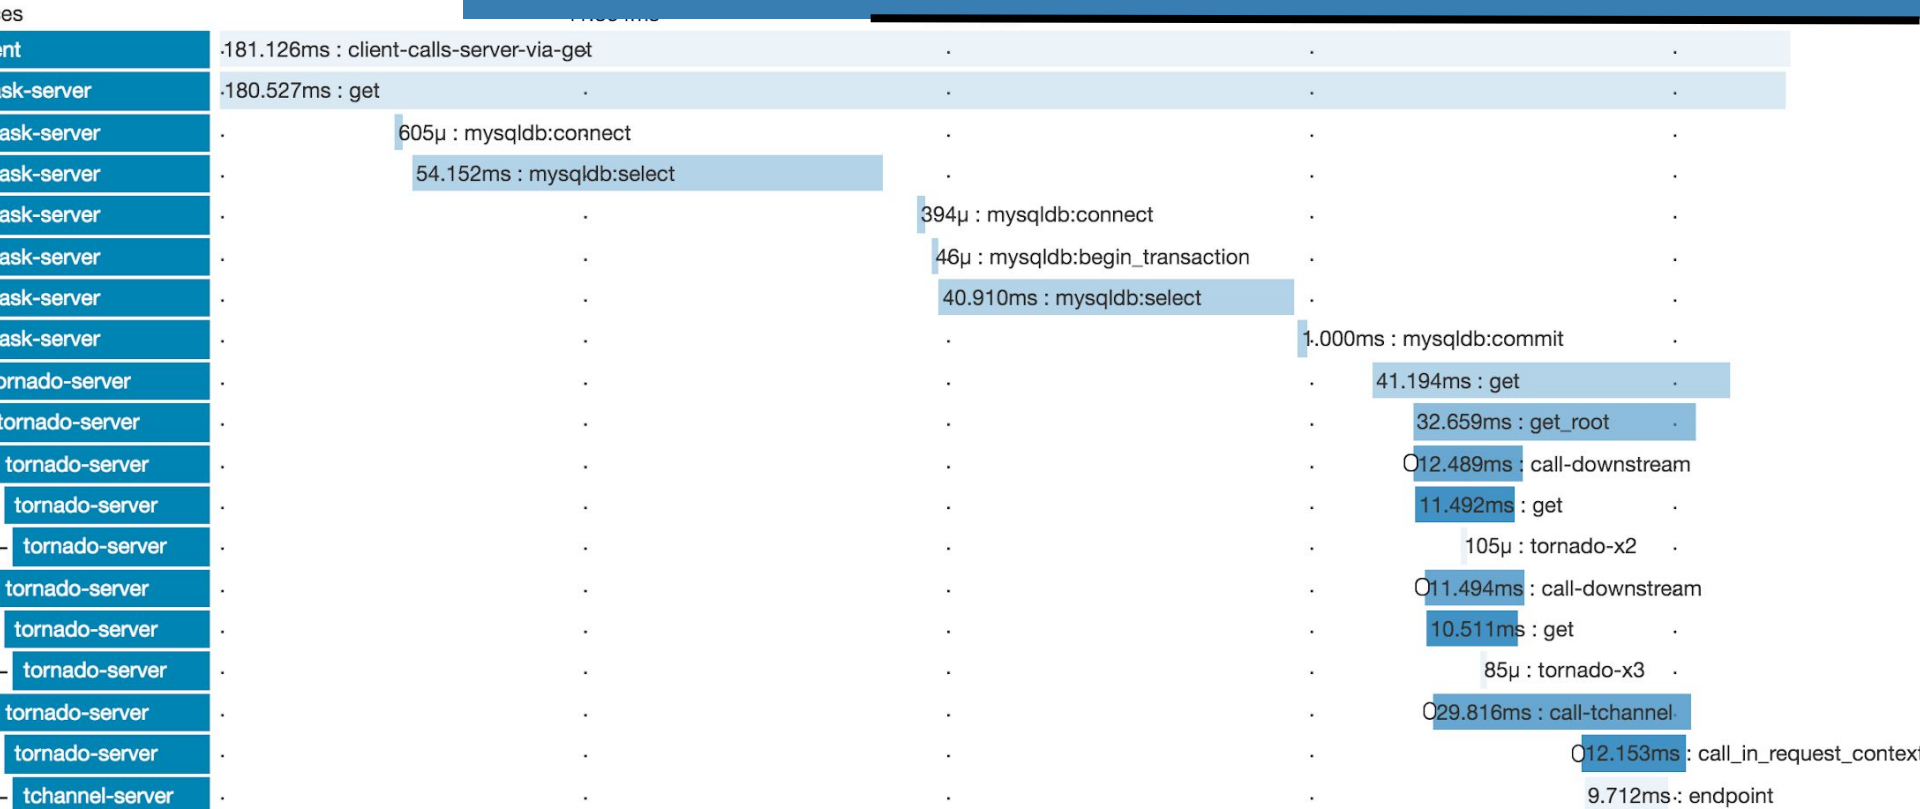 ces
ent 181.126ms : client-calls-server-via-get
ask-server 180.527ms : get
ask-server 605μ : mysqldb:connect
ask-server 54.152ms : mysqldb:select
ask-server 394μ : mysqldb:connect
ask-server 46μ : mysqldb:begin_transaction
ask-server 40.910ms : mysqldb:select
ask-server 1.000ms : mysqldb:commit
ornado-server 41.194ms : get
tornado-server 32.659ms : get_root
tornado-server 12.489ms : call-downstream
tornado-server 11.492ms : get
tornado-server 105μ : tornado-x2
tornado-server 11.494ms : call-downstream
tornado-server 10.511ms : get
tornado-server 85μ : tornado-x3
tornado-server 29.816ms : call-tchannel
tornado-server 12.153ms : call_in_request_context
tchannel-server 9.712ms : endpoint